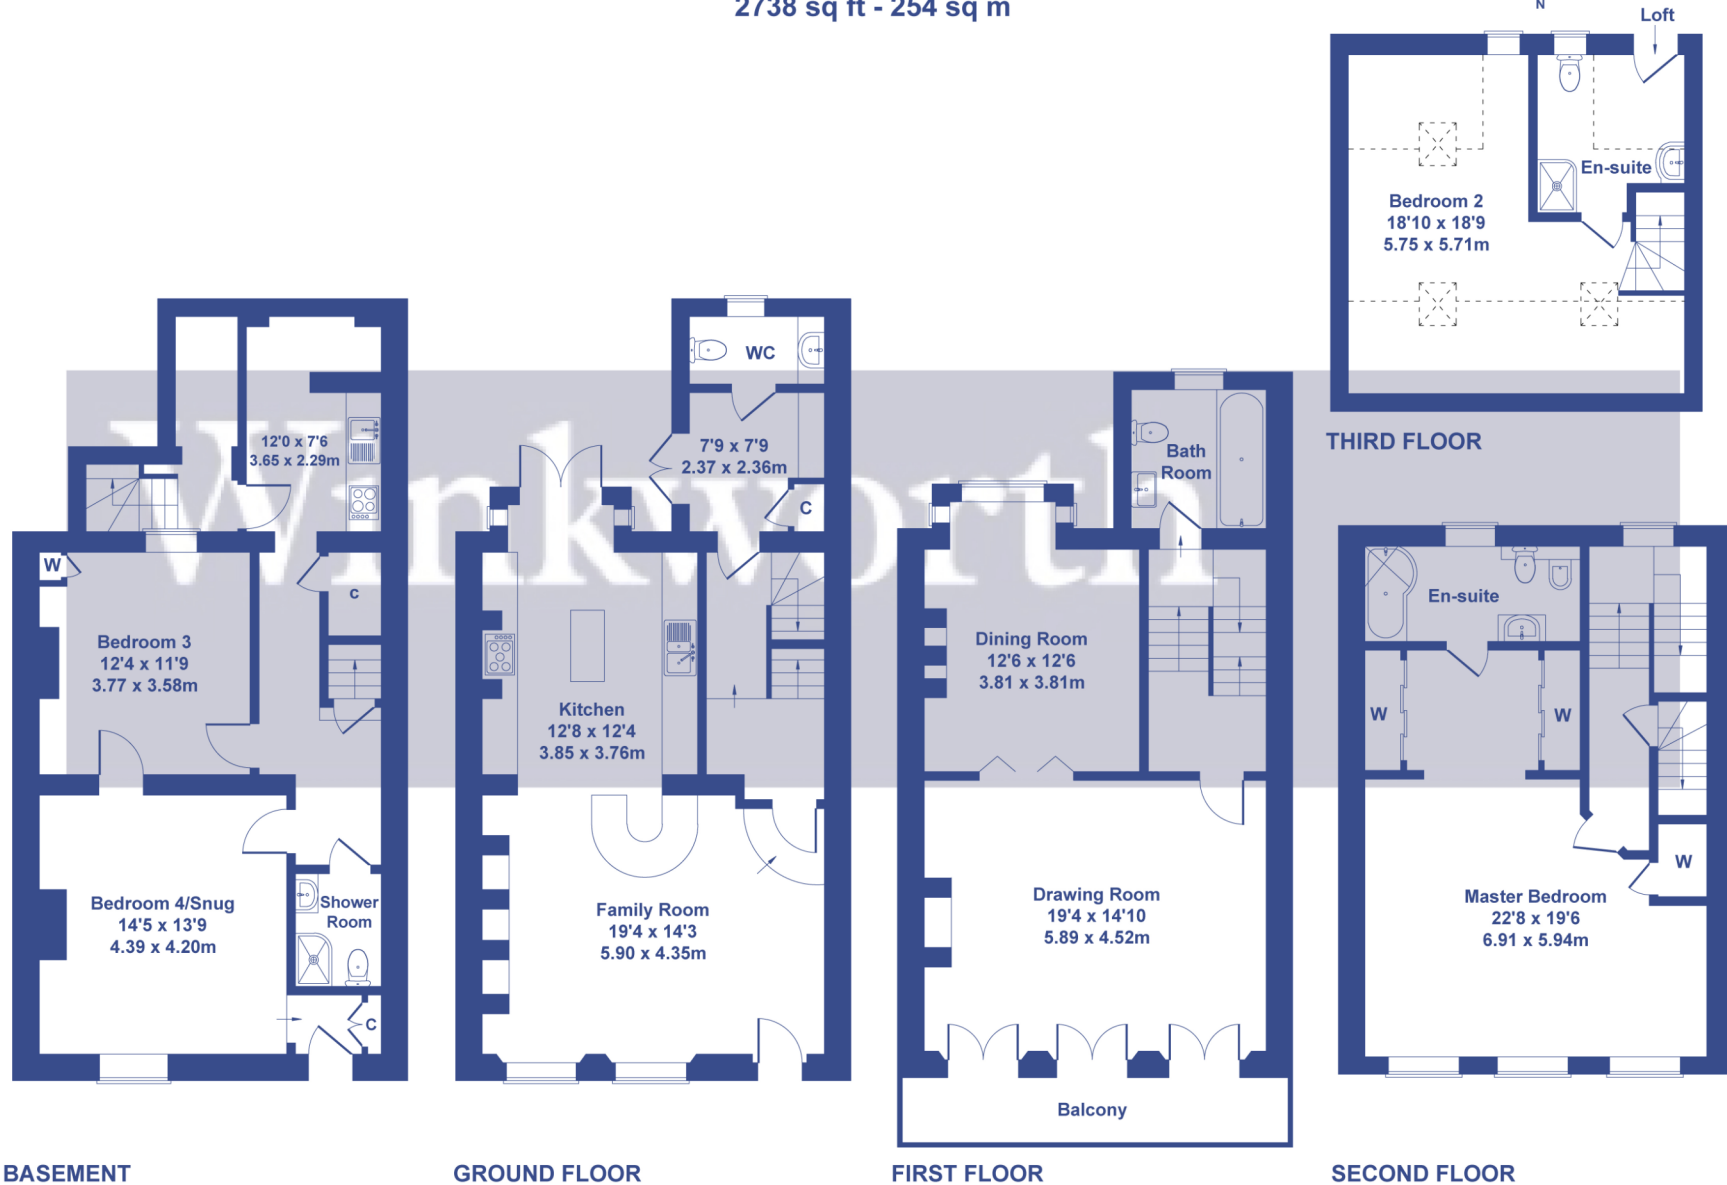 2738 sq ft - 254 sq m
N
Loft
En-suite
Bedroom 2
18'10 x 18'9
5.75 x 5.71m
THIRD FLOOR
12'0 x 7'6
3.65 x 2.29m
W
c
Bedroom 3
12'4 x 11'9
3.77 x 3.58m
Bedroom 4/Snug
14'5 x 13'9
4.39 x 4.20m
Shower
Room
C
BASEMENT
WC
7'9 x 7'9
2.37 x 2.36m
C
Kitchen
12'8 x 12'4
3.85 x 3.76m
Family Room
19'4 x 14'3
5.90 x 4.35m
GROUND FLOOR
Bath
Room
Dining Room
12'6 x 12'6
3.81 x 3.81m
Drawing Room
19'4 x 14'10
5.89 x 4.52m
Balcony
FIRST FLOOR
En-suite
W
W
W
Master Bedroom
22'8 x 19'6
6.91 x 5.94m
SECOND FLOOR
Winkworth